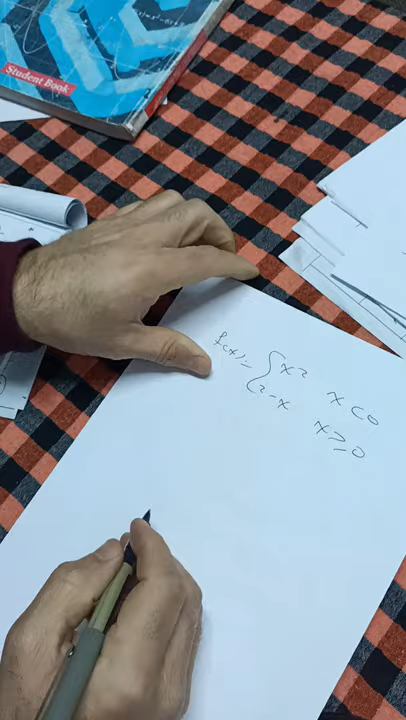 Student Book
f(x) = { x2 x<0
2-x x≥0